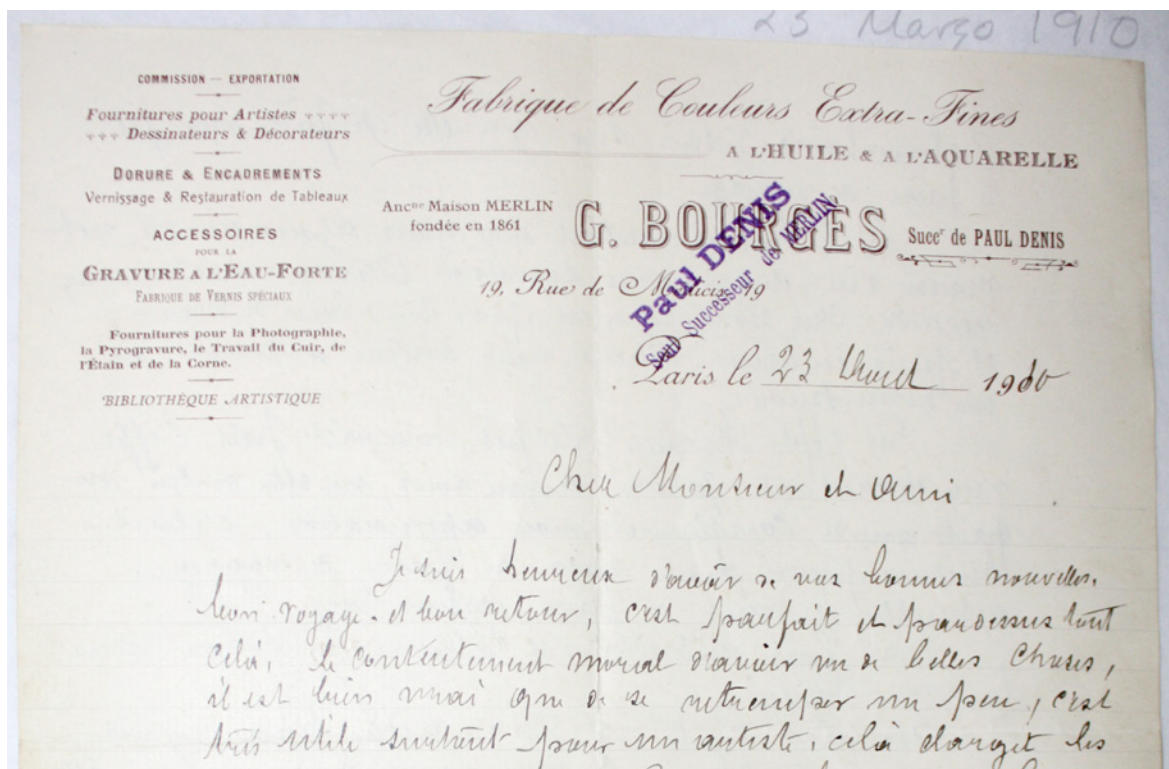 23 Março 1910
COMMISSION — EXPORTATION
Fournitures pour Artistes
Dessinateurs & Décorateurs
DORURE & ENCADREMENTS
Vernissage & Restauration de Tableaux
ACCESSOIRES
POUR LA
GRAVURE A L'EAU-FORTE
FABRIQUE DE VERNIS SPÉCIAUX
Fournitures pour la Photographie,
la Pyrogravure, le Travail du Cuir, de
l'Étain et de la Corne.
BIBLIOTHÈQUE ARTISTIQUE
Fabrique de Couleurs Extra-Fines
A L'HUILE & A L'AQUARELLE
Ancne Maison MERLIN
fondée en 1861
G. BOURGES
Succr de PAUL DENIS
19, Rue de Médicis, 19
Paul DENIS
Seul Successeur de MERLIN
Paris le 23 1910
Cher Monsieur et Ami
Je suis heureux d'avoir de vos bonnes nouvelles.
bon voyage. et bon retour, c'est parfait et pardessus tout
celà, le contentement moral d'avoir vu de belles choses,
il est bien vrai que de se retremper un peu, c'est
très utile surtout pour un artiste, celà les